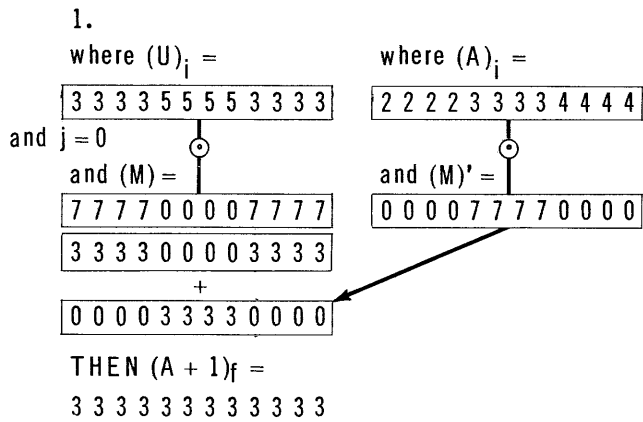 1.
where (U)i =
where (A)i =
3 3 3 3 5 5 5 5 3 3 3 3
2 2 2 2 3 3 3 3 4 4 4 4
and j = 0
and (M) =
and (M)' =
7 7 7 7 0 0 0 0 7 7 7 7
0 0 0 0 7 7 7 7 0 0 0 0
3 3 3 3 0 0 0 0 3 3 3 3
+
0 0 0 0 3 3 3 3 0 0 0 0
THEN (A + 1)f =
3 3 3 3 3 3 3 3 3 3 3 3